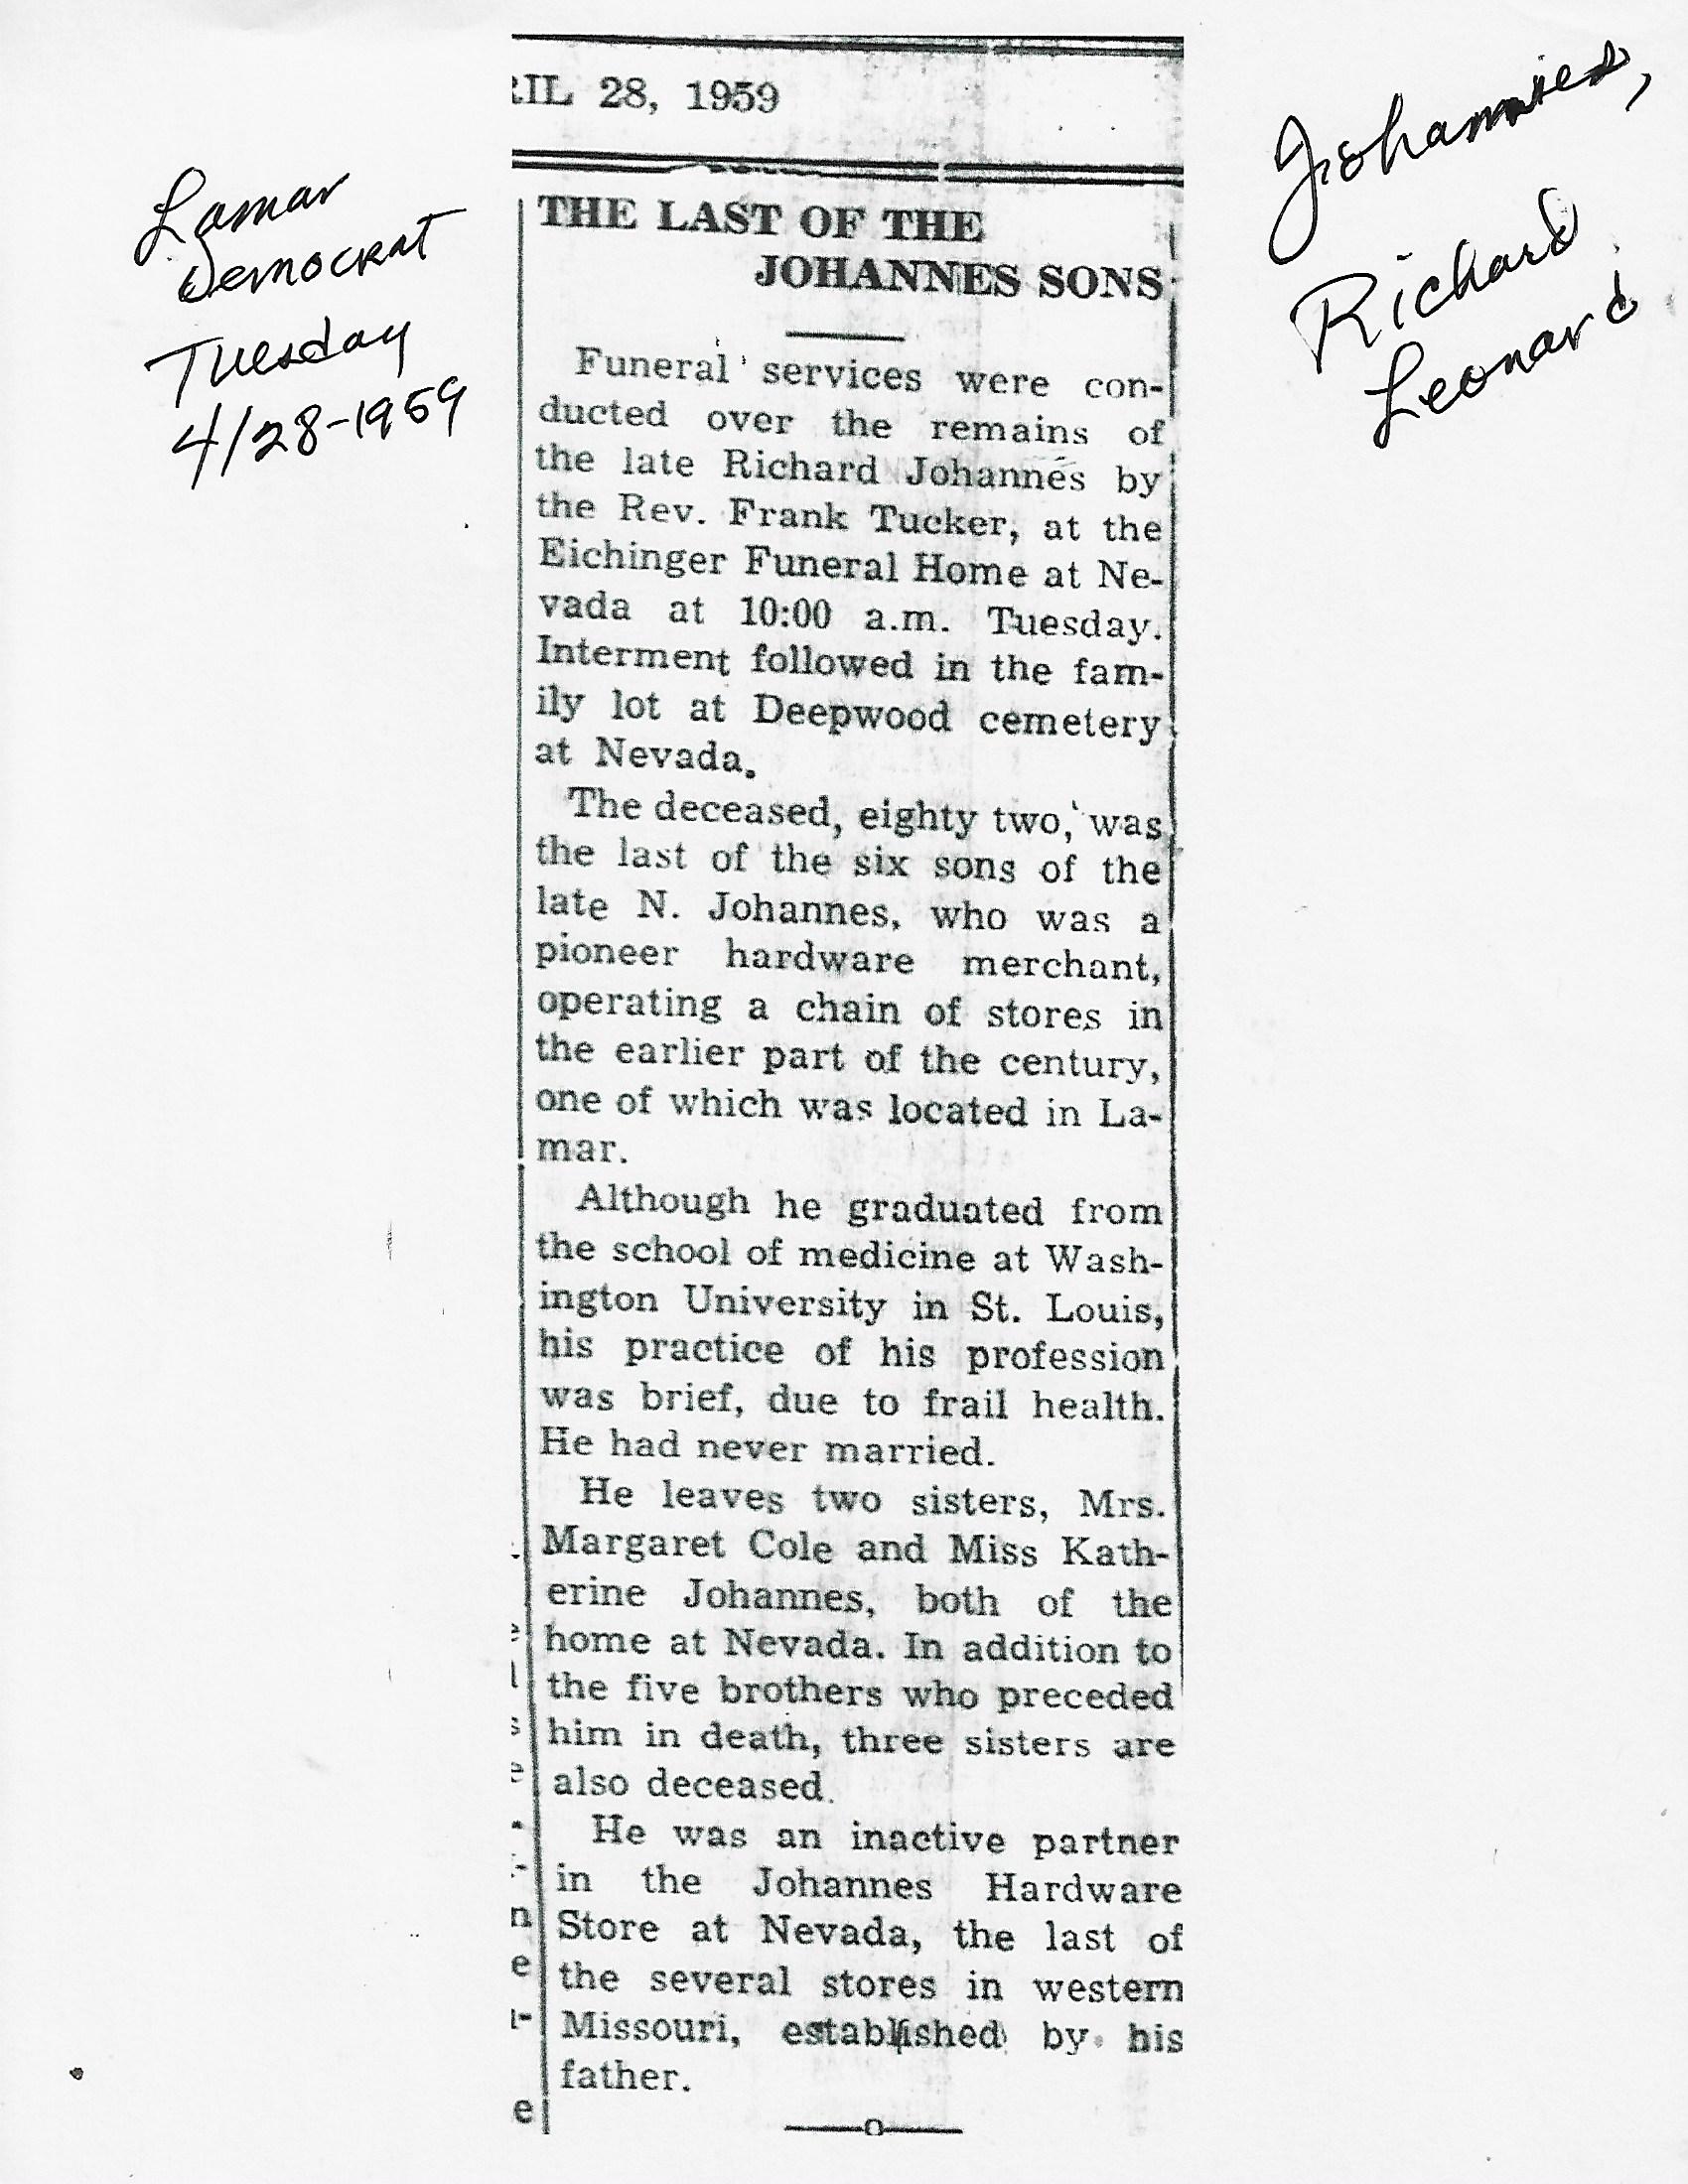 RIL 28, 1959
Lamar
Democrat
Tuesday
4/28-1959
Johannes,
Richard
Leonard
THE LAST OF THE
JOHANNES SONS
Funeral services were con-
ducted over the remains of
the late Richard Johannes by
the Rev. Frank Tucker, at the
Eichinger Funeral Home at Ne-
vada at 10:00 a.m. Tuesday.
Interment followed in the fam-
ily lot at Deepwood cemetery
at Nevada.
The deceased, eighty two, was
the last of the six sons of the
late N. Johannes, who was a
pioneer hardware merchant,
operating a chain of stores in
the earlier part of the century,
one of which was located in La-
mar.
Although he graduated from
the school of medicine at Wash-
ington University in St. Louis,
his practice of his profession
was brief, due to frail health.
He had never married.
He leaves two sisters, Mrs.
Margaret Cole and Miss Kath-
erine Johannes, both of the
home at Nevada. In addition to
the five brothers who preceded
him in death, three sisters are
also deceased.
He was an inactive partner
in the Johannes Hardware
Store at Nevada, the last of
the several stores in western
Missouri, established by his
father.